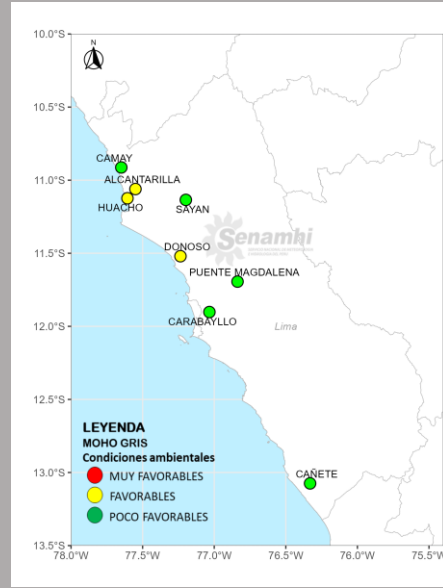 10.0°S
N
10.5°S
CAMAY
11.0°S
ALCANTARILLA
HUACHO
SAYAN
Senamhi
11.5°S
DONOSO
PUENTE MAGDALENA
12.0°S
CARABAYLLO
Lima
12.5°S
LEYENDA
MOHO GRIS
Condiciones ambientales
MUY FAVORABLES
FAVORABLES
POCO FAVORABLES
13.0°S
CAÑETE
13.5°S
78.0°W 77.5°W 77.0°W 76.5°W 76.0°W